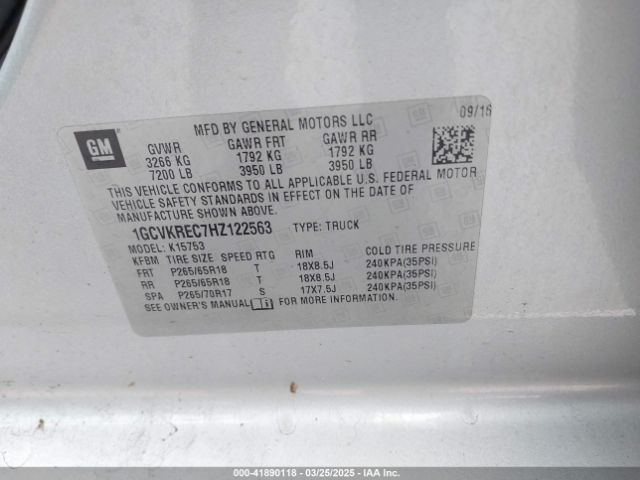 GM
MFD BY GENERAL MOTORS LLC
09/16
GVWR GAWR FRT GAWR RR
3266 KG 1792 KG 1792 KG
7200 LB 3950 LB 3950 LB
THIS VEHICLE CONFORMS TO ALL APPLICABLE U.S. FEDERAL MOTOR
VEHICLE SAFETY STANDARDS IN EFFECT ON THE DATE OF
MANUFACTURE SHOWN ABOVE.
1GCVKREC7HZ122563 TYPE: TRUCK
MODEL: K15753
KFBM TIRE SIZE SPEED RTG RIM COLD TIRE PRESSURE
FRT P265/65R18 T 18X8.5J 240KPA(35PSI)
RR P265/65R18 T 18X8.5J 240KPA(35PSI)
SPA P265/70R17 S 17X7.5J 240KPA(35PSI)
SEE OWNER'S MANUAL FOR MORE INFORMATION.
000-41890118 - 03/25/2025 - IAA Inc.